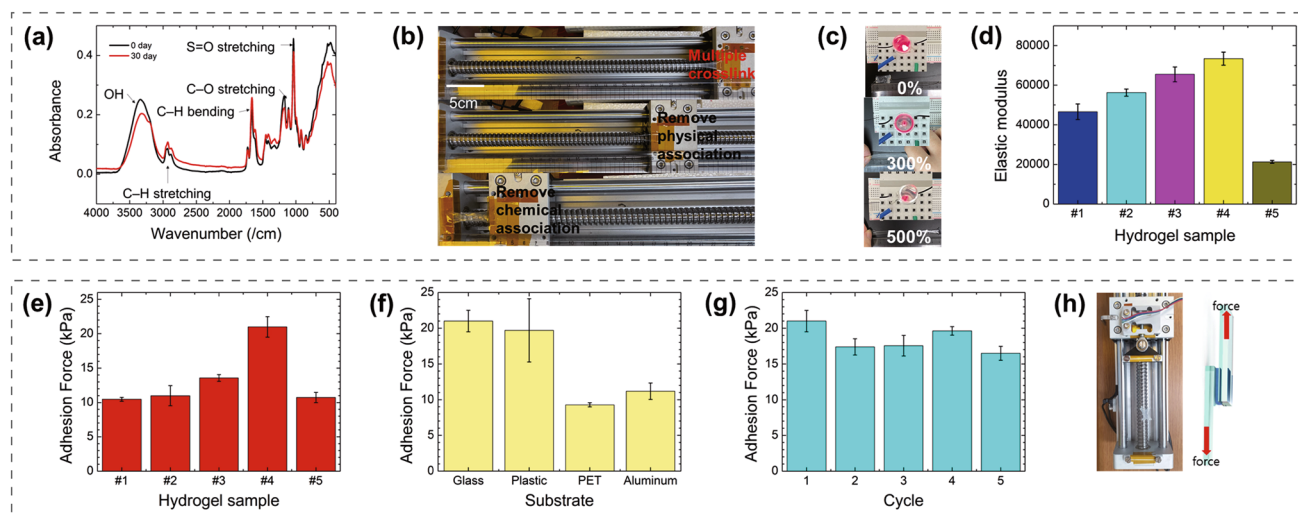 (a)
0 day
30 day
S=O stretching
OH
C–O stretching
C–H bending
C–H stretching
Absorbance
0.4
0.2
0.0
4000 3500 3000 2500 2000 1500 1000 500
Wavenumber (/cm)
(b)
Multiple
crosslink
5cm
Remove
physical
association
Remove
chemical
association
(c)
0%
300%
500%
(d)
Elastic modulus
80000
60000
40000
20000
0
#1 #2 #3 #4 #5
Hydrogel sample
(e)
Adhesion Force (kPa)
25
20
15
10
5
0
#1 #2 #3 #4 #5
Hydrogel sample
(f)
Adhesion Force (kPa)
25
20
15
10
5
0
Glass Plastic PET Aluminum
Substrate
(g)
Adhesion Force (kPa)
25
20
15
10
5
0
1 2 3 4 5
Cycle
(h)
force
force